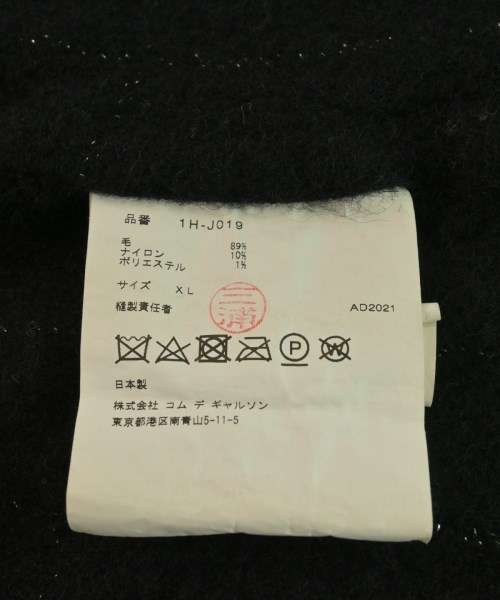 品番 1H-J019
毛 89%
ナイロン 10%
ポリエステル 1%
サイズ XL
縫製責任者 三浦 AD2021
P W
日本製
株式会社 コム デ ギャルソン
東京都港区南青山5-11-5